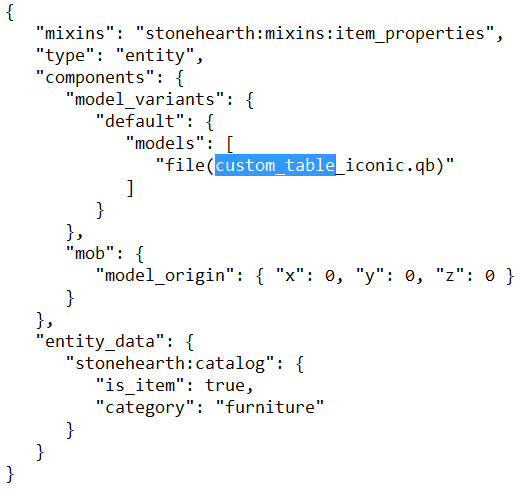 {
   "mixins": "stonehearth:mixins:item_properties",
   "type": "entity",
   "components": {
      "model_variants": {
         "default": {
            "models": [
               "file(custom_table_iconic.qb)"
            ]
         }
      },
      "mob": {
         "model_origin": { "x": 0, "y": 0, "z": 0 }
      }
   },
   "entity_data": {
      "stonehearth:catalog": {
         "is_item": true,
         "category": "furniture"
      }
   }
}